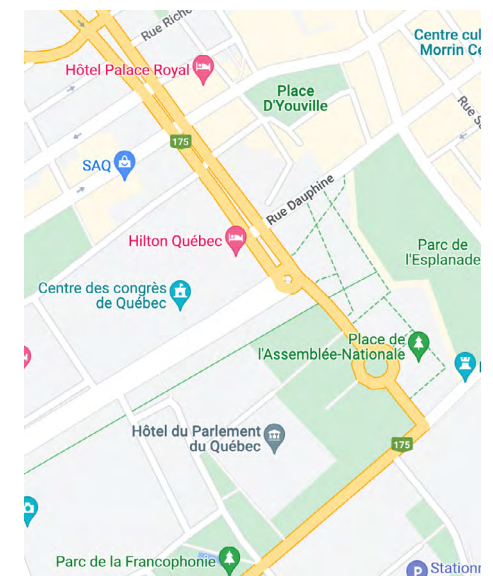 Rue Riche
Centre cul
Morrin Ce
Hôtel Palace Royal
Place
D'Youville
Rue S
175
SAQ
Rue Dauphine
Hilton Québec
Parc de
l'Esplanade
Centre des congrès
de Québec
Place de
l'Assemblée-Nationale
Hôtel du Parlement
du Québec
175
Parc de la Francophonie
P
Stationn